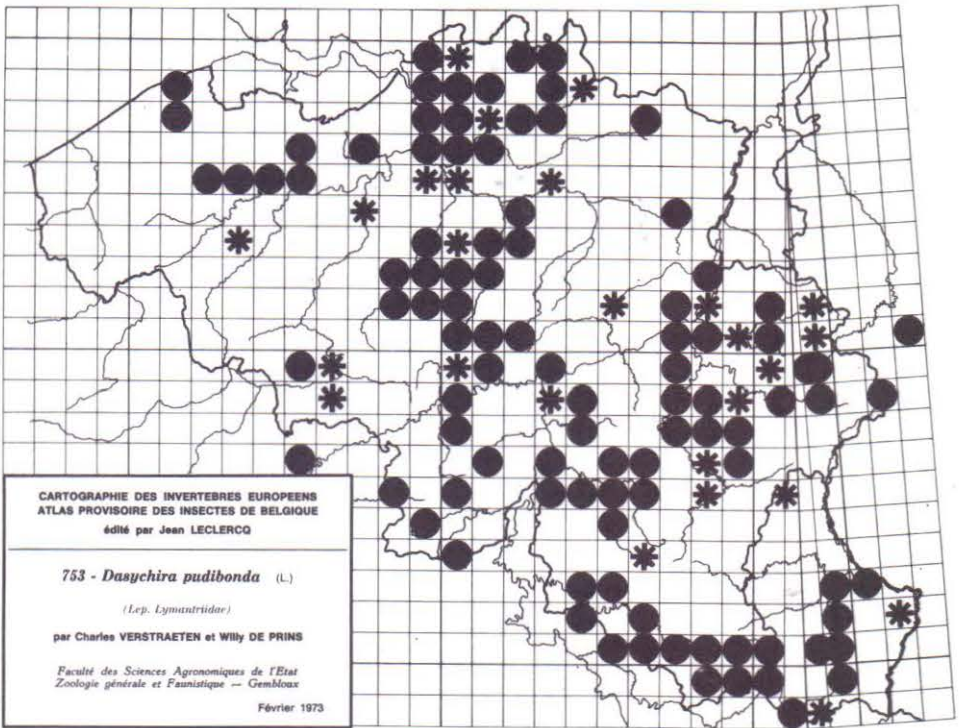 CARTOGRAPHIE DES INVERTEBRES EUROPEENS
ATLAS PROVISOIRE DES INSECTES DE BELGIQUE
édité par Jean LECLERCQ
753 - Dasychira pudibonda (L.)
(Lep. Lymantriidae)
par Charles VERSTRAETEN et Willy DE PRINS
Faculté des Sciences Agronomiques de l'Etat
Zoologie générale et Faunistique — Gembloux
Février 1973